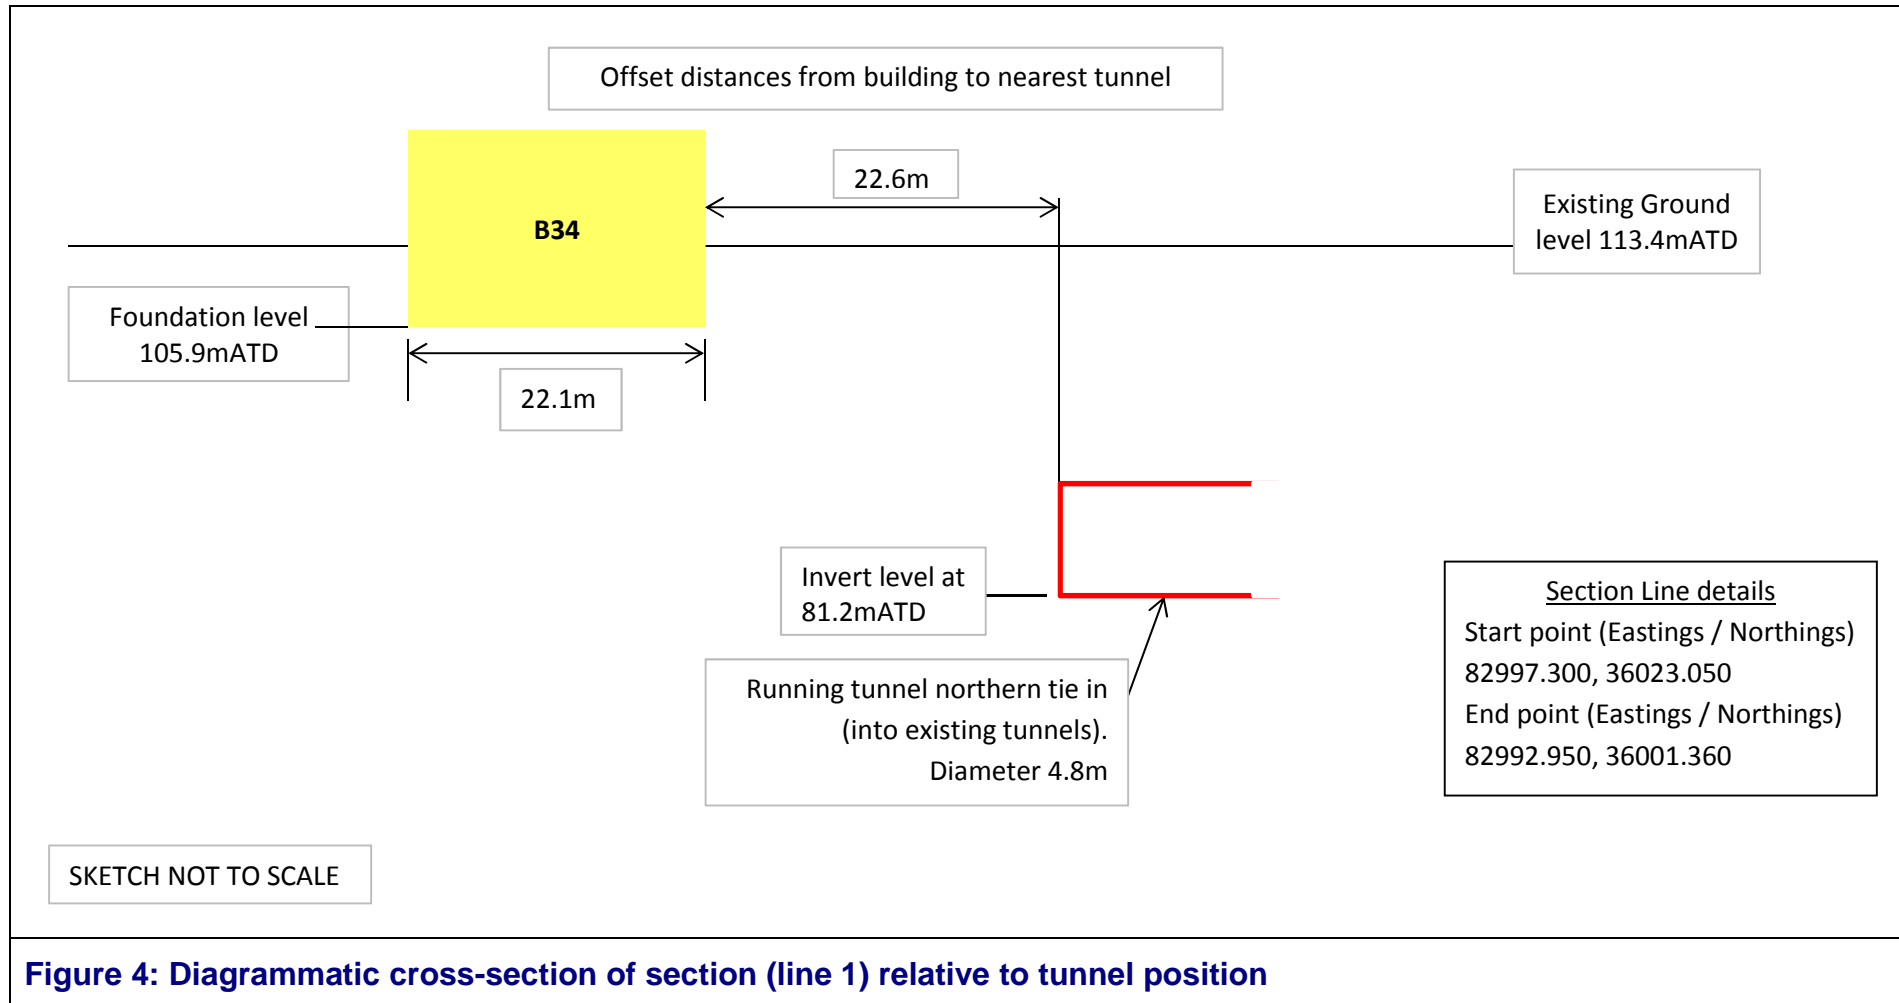 Offset distances from building to nearest tunnel
22.6m
B34
Existing Ground
level 113.4mATD
Foundation level
105.9mATD
22.1m
Invert level at
81.2mATD
Running tunnel northern tie in
(into existing tunnels).
Diameter 4.8m
Section Line details
Start point (Eastings / Northings)
82997.300, 36023.050
End point (Eastings / Northings)
82992.950, 36001.360
SKETCH NOT TO SCALE
Figure 4: Diagrammatic cross-section of section (line 1) relative to tunnel position